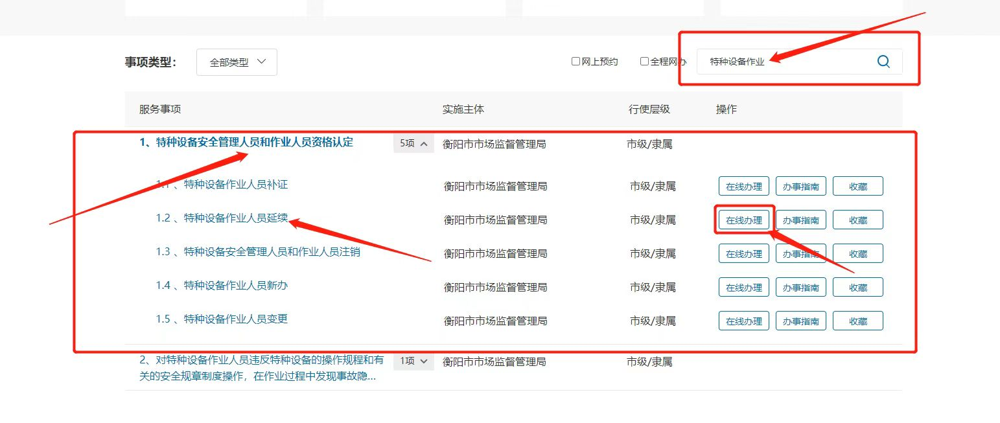 事项类型：
全部类型
网上预约
全程网办
特种设备作业
服务事项 实施主体 行使层级 操作
1、特种设备安全管理人员和作业人员资格认定 5项 衡阳市市场监督管理局 市级/隶属
1.1 、特种设备作业人员补证 衡阳市市场监督管理局 市级/隶属 在线办理 办事指南 收藏
1.2 、特种设备作业人员延续 衡阳市市场监督管理局 市级/隶属 在线办理 办事指南 收藏
1.3 、特种设备安全管理人员和作业人员注销 衡阳市市场监督管理局 市级/隶属 在线办理 办事指南 收藏
1.4 、特种设备作业人员新办 衡阳市市场监督管理局 市级/隶属 在线办理 办事指南 收藏
1.5 、特种设备作业人员变更 衡阳市市场监督管理局 市级/隶属 在线办理 办事指南 收藏
2、对特种设备作业人员违反特种设备的操作规程和有 1项 衡阳市市场监督管理局 市级/隶属
关的安全规章制度操作，在作业过程中发现事故隐...